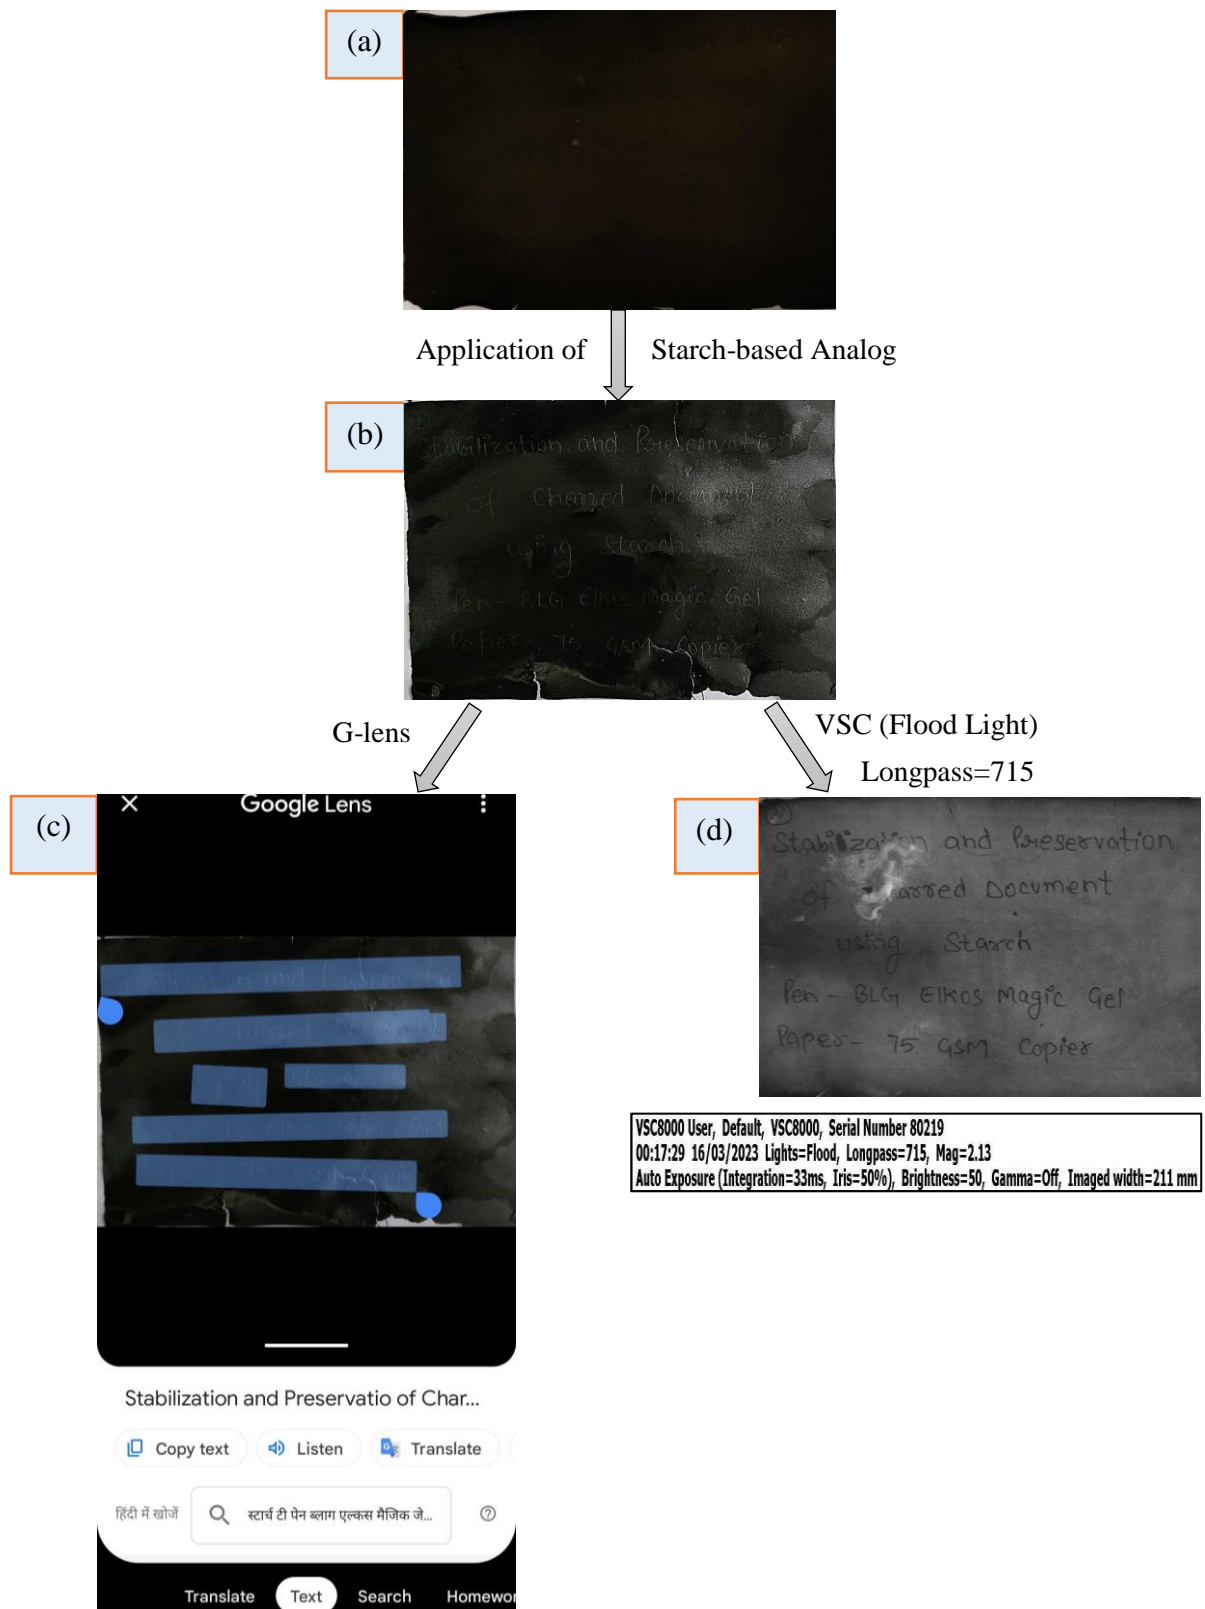 (a)
Application of Starch-based Analog
(b)
Stabilization and Preservation
of Charred Document
using Starch
Pen - BLG Elkos Magic Gel
Paper - 75 GSM Copier
G-lens
VSC (Flood Light)
Longpass=715
(c)
Google Lens
Stabilization and Preservatio of Char...
Copy text Listen Translate
हिंदी में खोजें स्टार्च टी पेन ब्लाग एल्कस मैजिक जे...
Translate Text Search Homewor
(d)
Stabilization and Preservation
of arred Document
using Starch
Pen - BLG Elkos Magic Gel
Paper - 75 GSM Copier
VSC8000 User, Default, VSC8000, Serial Number 80219
00:17:29 16/03/2023 Lights=Flood, Longpass=715, Mag=2.13
Auto Exposure (Integration=33ms, Iris=50%), Brightness=50, Gamma=Off, Imaged width=211 mm